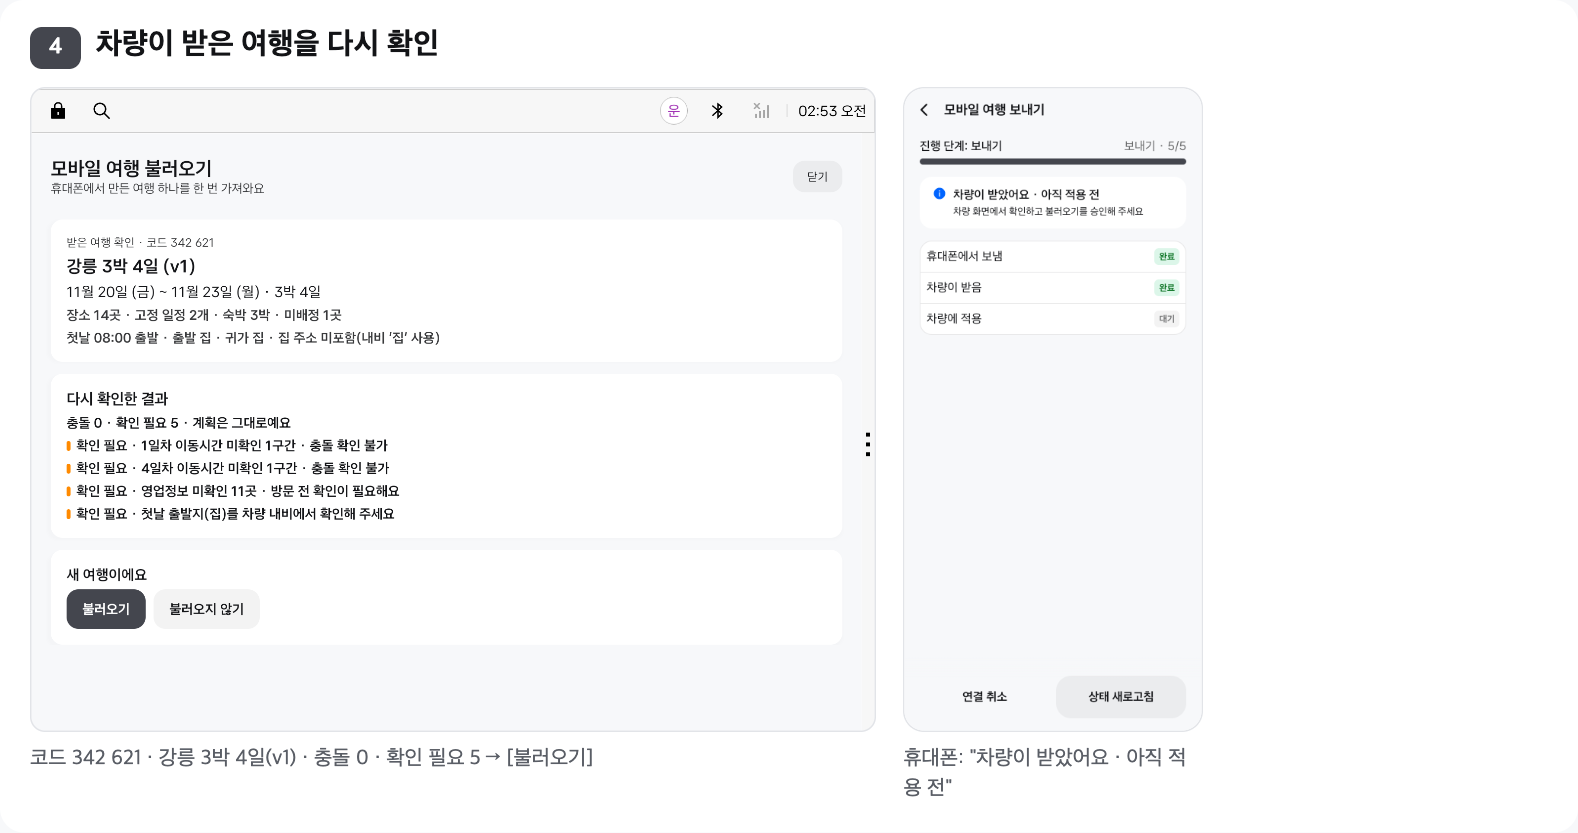 4 차량이 받은 여행을 다시 확인
운 02:53 오전
모바일 여행 불러오기
휴대폰에서 만든 여행 하나를 한 번 가져와요
닫기
받은 여행 확인 · 코드 342 621
강릉 3박 4일 (v1)
11월 20일 (금) ~ 11월 23일 (월) · 3박 4일
장소 14곳 · 고정 일정 2개 · 숙박 3박 · 미배정 1곳
첫날 08:00 출발 · 출발 집 · 귀가 집 · 집 주소 미포함(내비 ‘집’ 사용)
다시 확인한 결과
충돌 0 · 확인 필요 5 · 계획은 그대로예요
확인 필요 · 1일차 이동시간 미확인 1구간 · 충돌 확인 불가
확인 필요 · 4일차 이동시간 미확인 1구간 · 충돌 확인 불가
확인 필요 · 영업정보 미확인 11곳 · 방문 전 확인이 필요해요
확인 필요 · 첫날 출발지(집)를 차량 내비에서 확인해 주세요
새 여행이에요
불러오기 불러오지 않기
코드 342 621 · 강릉 3박 4일(v1) · 충돌 0 · 확인 필요 5 → [불러오기]
모바일 여행 보내기
진행 단계: 보내기 보내기 · 5/5
차량이 받았어요 · 아직 적용 전
차량 화면에서 확인하고 불러오기를 승인해 주세요
휴대폰에서 보냄 완료
차량이 받음 완료
차량에 적용 대기
연결 취소 상태 새로고침
휴대폰: "차량이 받았어요 · 아직 적
용 전"